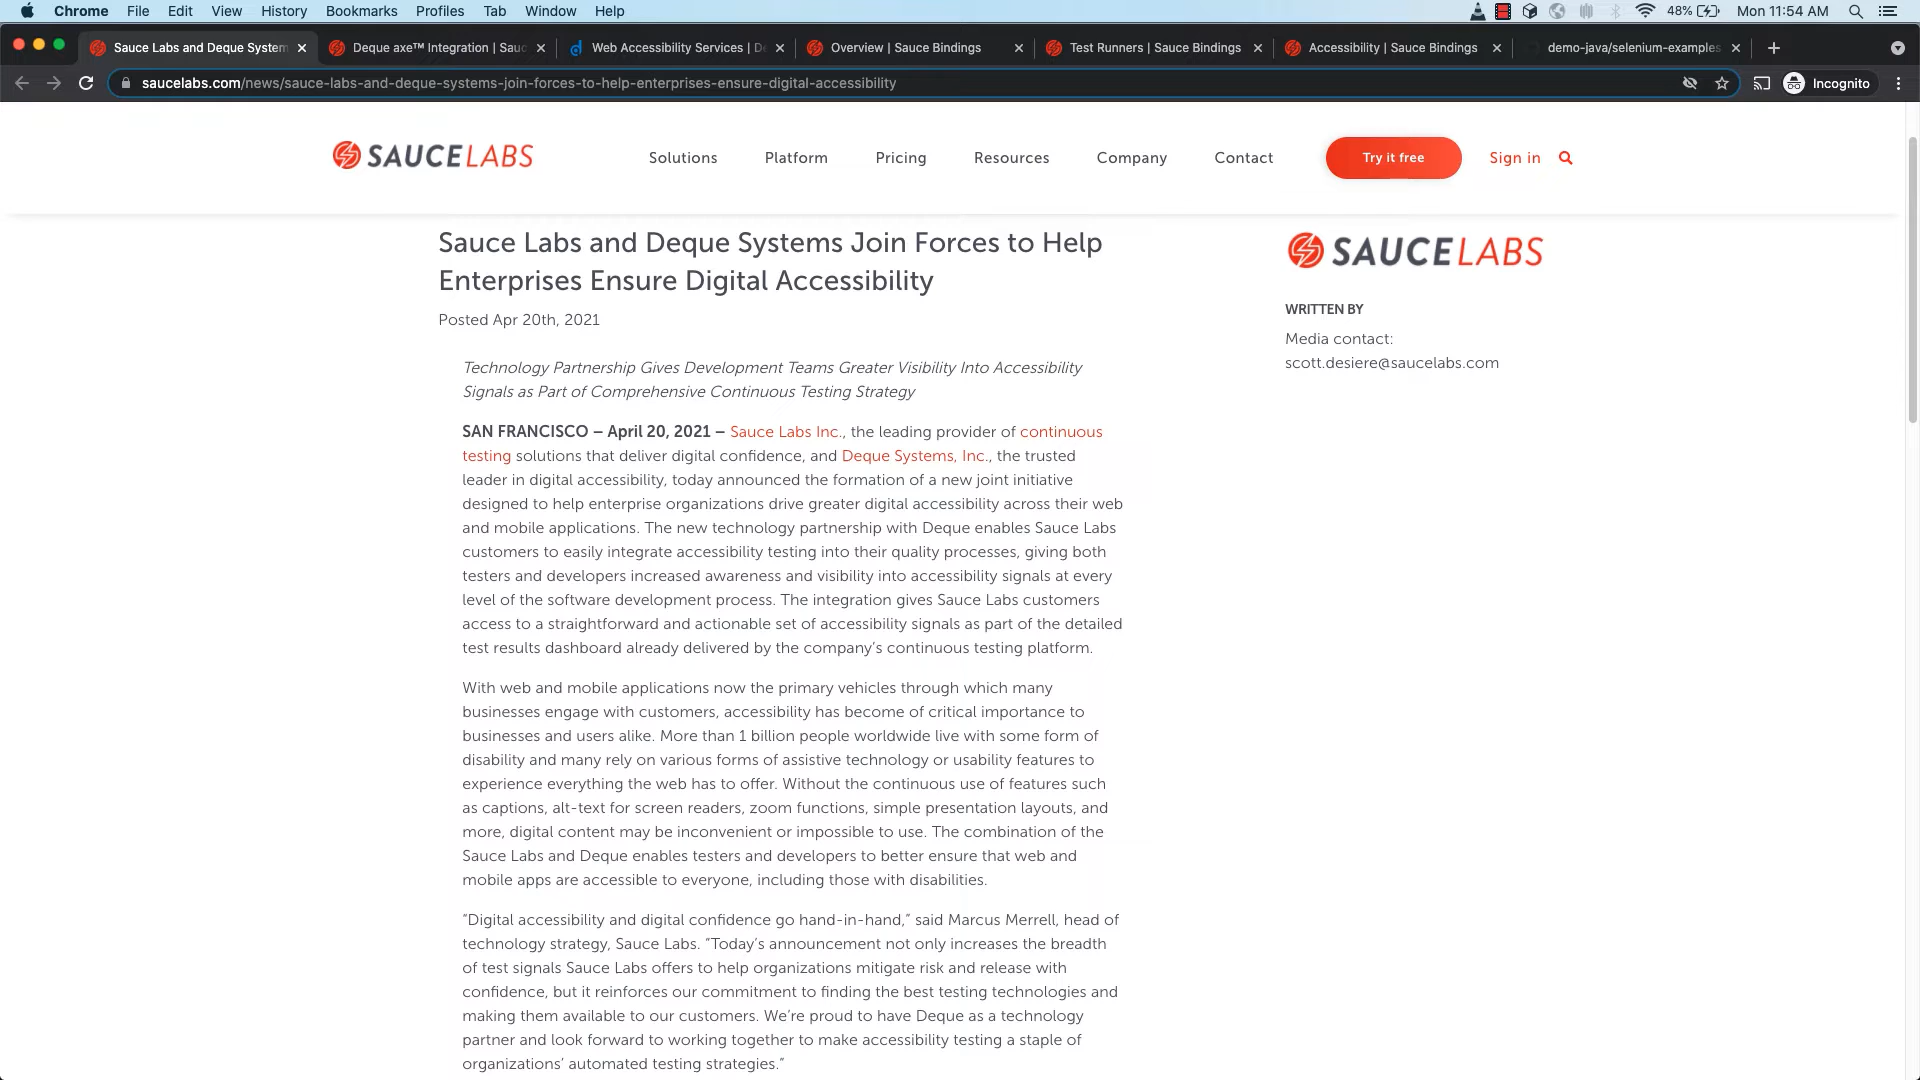 Chrome File Edit View History Bookmarks Profiles Tab Window Help 48% Mon 11:54 AM
Sauce Labs and Deque System Deque axe™ Integration | Sauc Web Accessibility Services | De Overview | Sauce Bindings Test Runners | Sauce Bindings Accessibility | Sauce Bindings demo-java/selenium-examples
saucelabs.com/news/sauce-labs-and-deque-systems-join-forces-to-help-enterprises-ensure-digital-accessibility Incognito
SAUCELABS Solutions Platform Pricing Resources Company Contact Try it free Sign in
Sauce Labs and Deque Systems Join Forces to Help
Enterprises Ensure Digital Accessibility
Posted Apr 20th, 2021
Technology Partnership Gives Development Teams Greater Visibility Into Accessibility
Signals as Part of Comprehensive Continuous Testing Strategy
SAN FRANCISCO – April 20, 2021 – Sauce Labs Inc., the leading provider of continuous
testing solutions that deliver digital confidence, and Deque Systems, Inc., the trusted
leader in digital accessibility, today announced the formation of a new joint initiative
designed to help enterprise organizations drive greater digital accessibility across their web
and mobile applications. The new technology partnership with Deque enables Sauce Labs
customers to easily integrate accessibility testing into their quality processes, giving both
testers and developers increased awareness and visibility into accessibility signals at every
level of the software development process. The integration gives Sauce Labs customers
access to a straightforward and actionable set of accessibility signals as part of the detailed
test results dashboard already delivered by the company’s continuous testing platform.
With web and mobile applications now the primary vehicles through which many
businesses engage with customers, accessibility has become of critical importance to
businesses and users alike. More than 1 billion people worldwide live with some form of
disability and many rely on various forms of assistive technology or usability features to
experience everything the web has to offer. Without the continuous use of features such
as captions, alt-text for screen readers, zoom functions, simple presentation layouts, and
more, digital content may be inconvenient or impossible to use. The combination of the
Sauce Labs and Deque enables testers and developers to better ensure that web and
mobile apps are accessible to everyone, including those with disabilities.
“Digital accessibility and digital confidence go hand-in-hand,” said Marcus Merrell, head of
technology strategy, Sauce Labs. “Today’s announcement not only increases the breadth
of test signals Sauce Labs offers to help organizations mitigate risk and release with
confidence, but it reinforces our commitment to finding the best testing technologies and
making them available to our customers. We’re proud to have Deque as a technology
partner and look forward to working together to make accessibility testing a staple of
organizations’ automated testing strategies.”
SAUCELABS
WRITTEN BY
Media contact:
scott.desiere@saucelabs.com